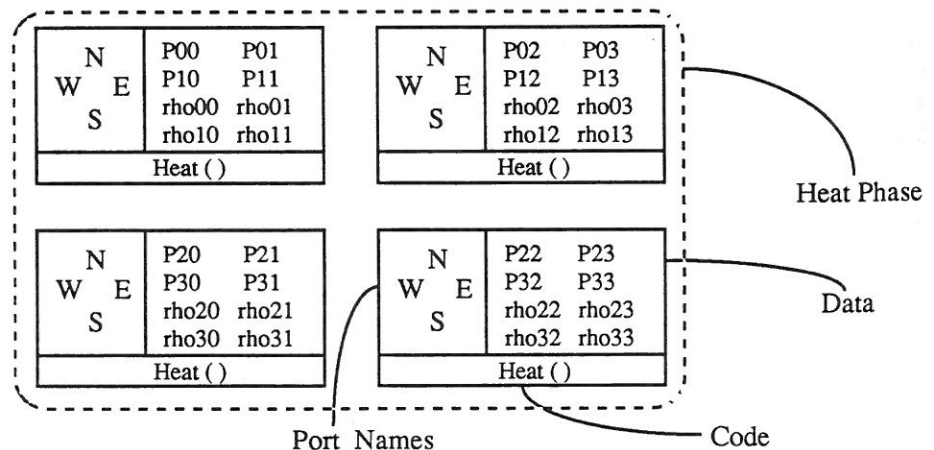 N
W E
S
P00 P01
P10 P11
rho00 rho01
rho10 rho11
Heat ( )
N
W E
S
P02 P03
P12 P13
rho02 rho03
rho12 rho13
Heat ( )
Heat Phase
N
W E
S
P20 P21
P30 P31
rho20 rho21
rho30 rho31
Heat ( )
N
W E
S
P22 P23
P32 P33
rho22 rho23
rho32 rho33
Heat ( )
Data
Port Names
Code